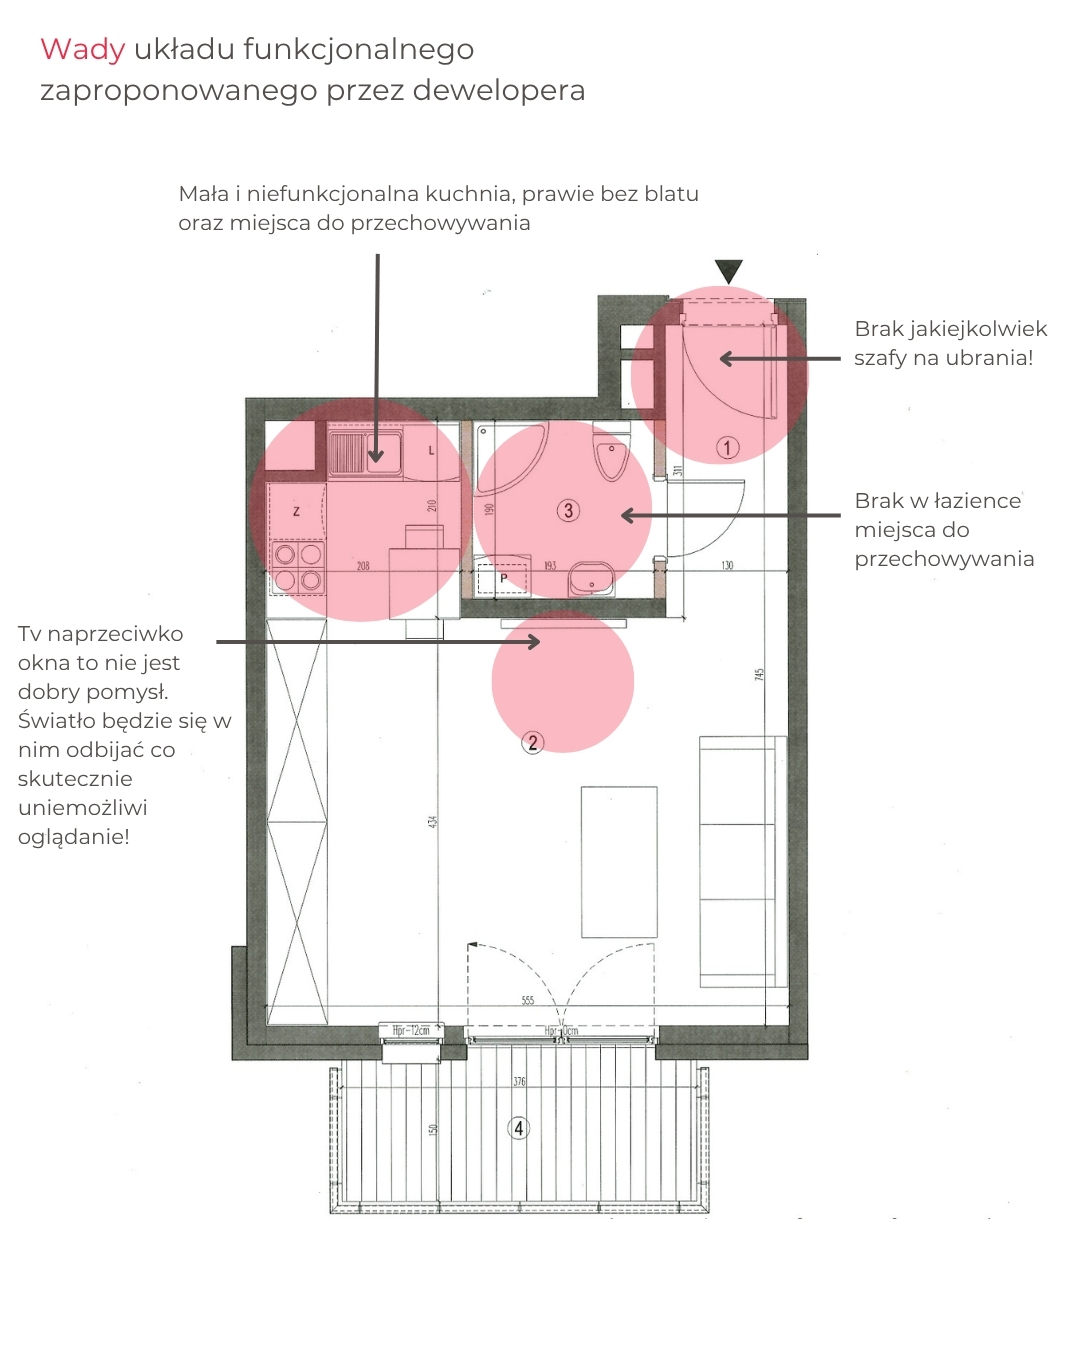 Wady układu funkcjonalnego
zaproponowanego przez dewelopera
Mała i niefunkcjonalna kuchnia, prawie bez blatu
oraz miejsca do przechowywania
Brak jakiejkolwiek
szafy na ubrania!
Brak w łazience
miejsca do
przechowywania
Tv naprzeciwko
okna to nie jest
dobry pomysł.
Światło będzie się w
nim odbijać co
skutecznie
uniemożliwi
oglądanie!
L
1
311
Z
210
190
3
208
193
130
P
745
2
434
555
Hpr-12cm
Hpr-0cm
376
150
4